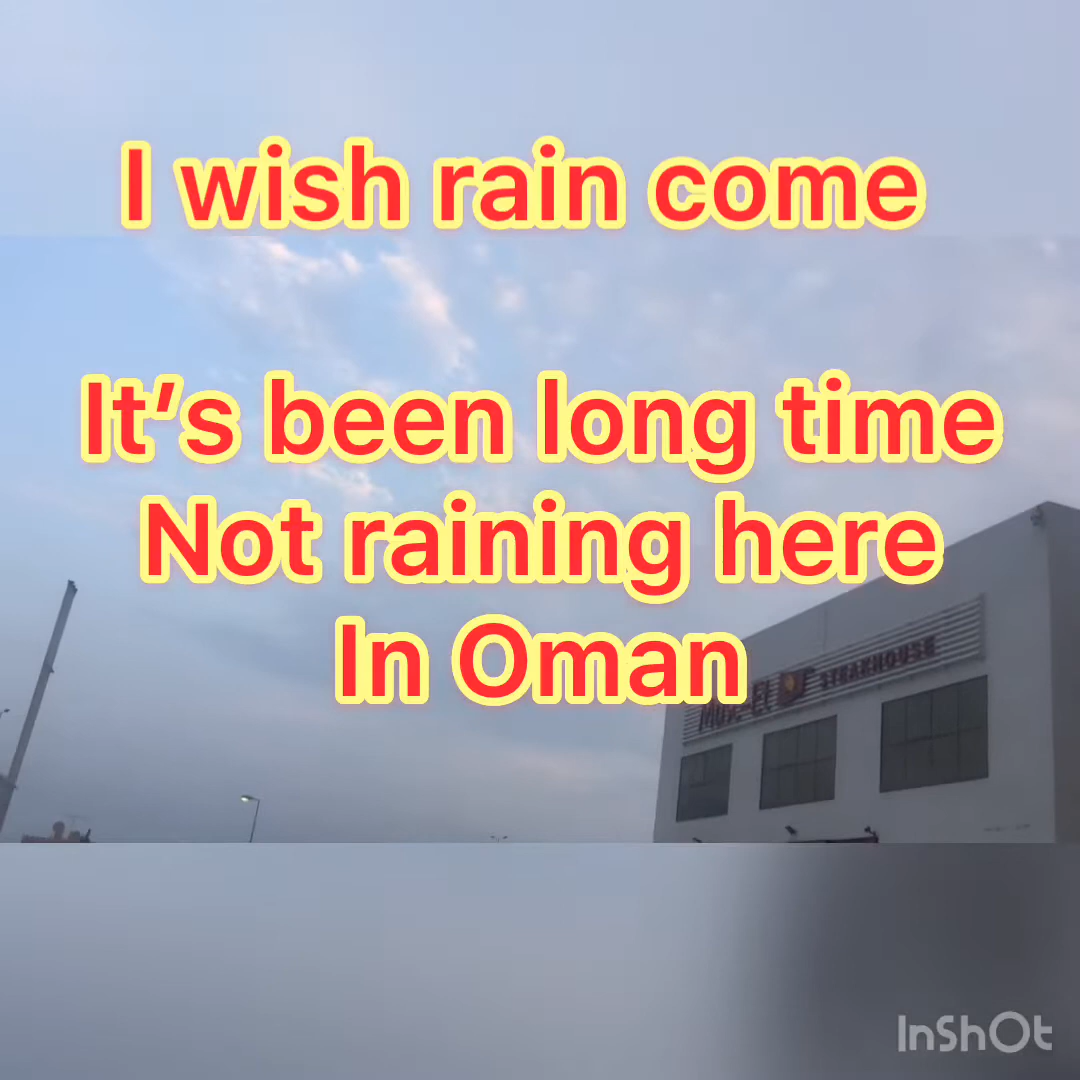 I wish rain come
It’s been long time
Not raining here
In Oman
STEAKHOUSE
InShOt